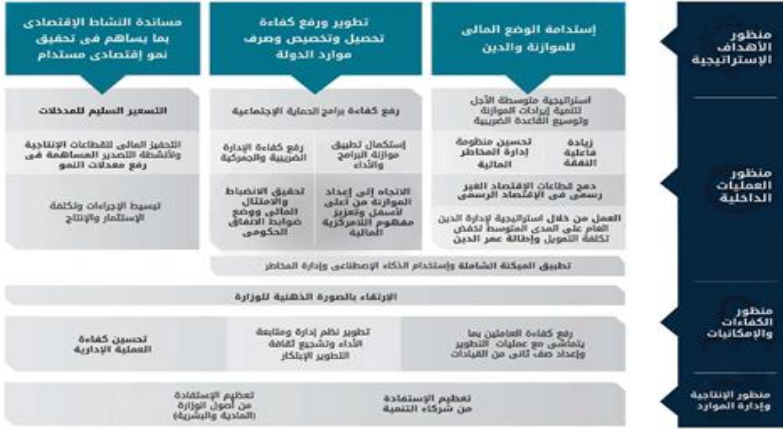 منظور
الأهداف
الإستراتيجية
إستدامة الوضع المالى
للموازنة والدين
تطوير ورفع كفاءة
تحصيل وتخصيص وصرف
موارد الدولة
مساندة النشاط الإقتصادى
بما يساهم فى تحقيق
نمو إقتصادى مستدام
منظور
العمليات
الداخلية
استراتيجية متوسطة الأجل
لتنمية إيرادات الموازنة
وتوسيع القاعدة الضريبية
زيادة
فاعلية
النفقة
تحسين منظومة
إدارة المخاطر
المالية
دمج قطاعات الإقتصاد الغير
رسمى فى الإقتصاد الرسمى
العمل من خلال استراتيجية لإدارة الدين
العام على المدى المتوسط لخفض
تكلفة التمويل وإطالة عمر الدين
رفع كفاءة برامج الحماية الإجتماعية
إستكمال تطبيق
موازنة البرامج
والأداء
رفع كفاءة الإدارة
الضريبية والجمركية
الاتجاه إلى إعداد
الموازنة من أعلى
لأسفل وتعزيز
مفهوم اللامركزية
المالية
تحقيق الانضباط
والامتثال
المالى ووضع
ضوابط الانفاق
الحكومى
التسعير السليم للمدخلات
التحفيز المالى للقطاعات الإنتاجية
ولأنشطة التصدير المساهمة فى
رفع معدلات النمو
تبسيط الإجراءات وتكلفة
الإستثمار والإنتاج
تطبيق الميكنة الشاملة وإستخدام الذكاء الإصطناعى وإدارة المخاطر
الإرتقاء بالصورة الذهنية للوزارة
منظور
الكفاءات
والإمكانيات
رفع كفاءة العاملين بما
يتماشى مع عمليات التطوير
وإعداد صف ثانى من القيادات
تطوير نظم إدارة ومتابعة
الأداء وتشجيع ثقافة
التطوير الإبتكار
تحسين كفاءة
العملية الإدارية
منظور الإنتاجية
وإدارة الموارد
تعظيم الإستفادة
من شركاء التنمية
تعظيم الإستفادة
من أصول الوزارة
(المادية والبشرية)